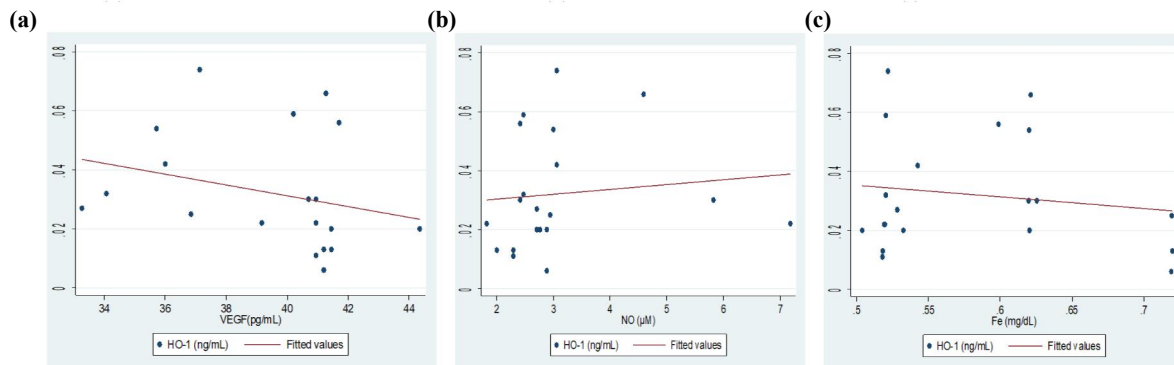 (a)
(b)
(c)
0 .02 .04 .06 .08
34 36 38 40 42 44
VEGF(pg/mL)
HO-1 (ng/mL) Fitted values
0 .02 .04 .06 .08
2 3 4 5 6 7
NO (µM)
HO-1 (ng/mL) Fitted values
0 .02 .04 .06 .08
.5 .55 .6 .65 .7
Fe (mg/dL)
HO-1 (ng/mL) Fitted values